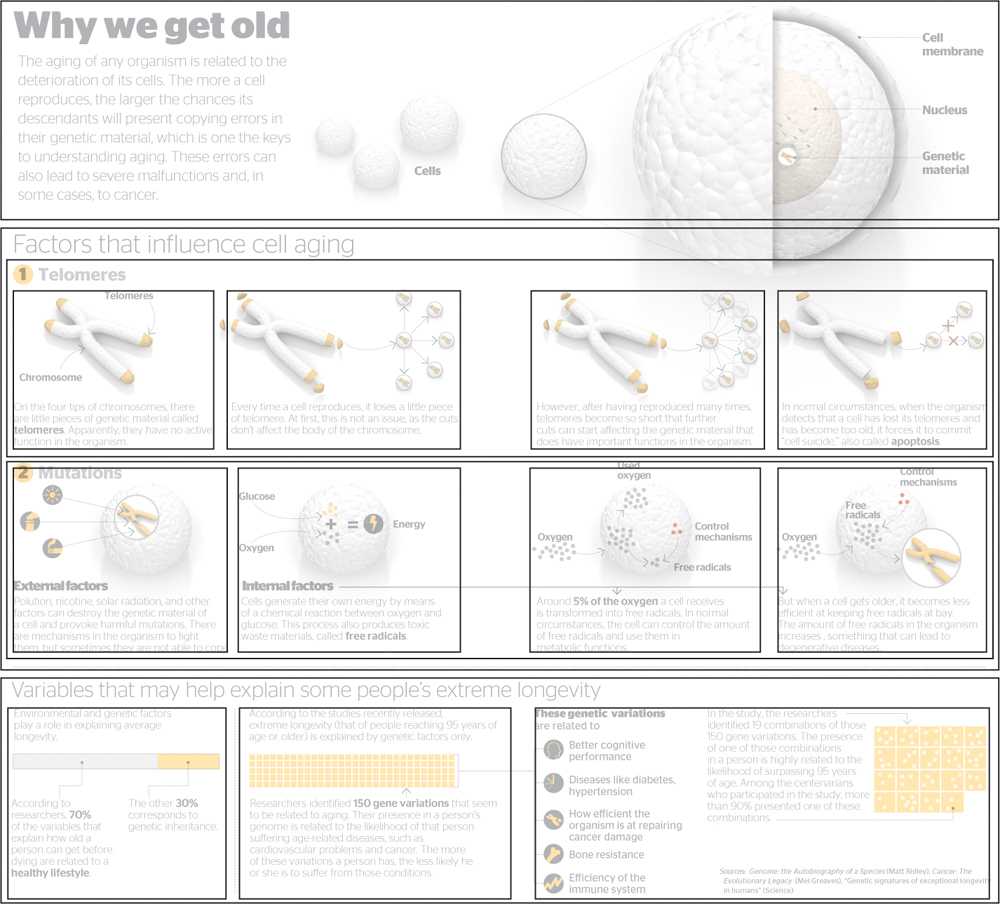 Why we get old
The aging of any organism is related to the
deterioration of its cells. The more a cell
reproduces, the larger the chances its
descendants will present copying errors in
their genetic material, which is one the keys
to understanding aging. These errors can
also lead to severe malfunctions and, in
some cases, to cancer.
Cells
Cell
membrane
Nucleus
Genetic
material
Factors that influence cell aging
1 Telomeres
Telomeres
Chromosome
On the four tips of chromosomes, there
are little pieces of genetic material called
telomeres. Apparently, they have no active
function in the organism.
Every time a cell reproduces, it loses a little piece
of telomere. At first, this is not an issue, as the cuts
don't affect the body of the chromosome.
However, after having reproduced many times,
telomeres become so short that further
cuts can start affecting the genetic material that
does have important functions in the organism.
In normal circumstances, when the organism
detects that a cell has lost its telomeres and
has become too old, it forces it to commit
"cell suicide," also called apoptosis.
2 Mutations
External factors
Polution, nicotine, solar radiation, and other
factors can destroy the genetic material of
a cell and provoke harmful mutations. There
are mechanisms in the organism to fight
them, but sometimes they are not able to cope
Glucose
Oxygen
+
=
Energy
Internal factors
Cells generate their own energy by means
of a chemical reaction between oxygen and
glucose. This process also produces toxic
waste materials, called free radicals.
Used
oxygen
Oxygen
Control
mechanisms
Free radicals
Around 5% of the oxygen a cell receives
is transformed into free radicals. In normal
circumstances, the cell can control the amount
of free radicals and use them in
metabolic functions.
Control
mechanisms
Free
radicals
Oxygen
But when a cell gets older, it becomes less
efficient at keeping free radicals at bay.
The amount of free radicals in the organism
increases , something that can lead to
degenerative diseases.
Variables that may help explain some people's extreme longevity
Environmental and genetic factors
play a role in explaining average
longevity.
According to
researchers, 70%
of the variables that
explain how old a
person can get before
dying are related to a
healthy lifestyle.
The other 30%
corresponds to
genetic inheritance.
According to the studies recently released,
extreme longevity (that of people reaching 95 years of
age or older) is explained by genetic factors only.
Researchers identified 150 gene variations that seem
to be related to aging. Their presence in a person's
genome is related to the likelihood of that person
suffering age-related diseases, such as
cardiovascular problems and cancer. The more
of these variations a person has, the less likely he
or she is to suffer from those conditions.
These genetic variations
are related to
Better cognitive
performance
Diseases like diabetes,
hypertension
How efficient the
organism is at repairing
cancer damage
Bone resistance
Efficiency of the
immune system
In the study, the researchers
identified 19 combinations of those
150 gene variations. The presence
of one of those combinations
in a person is highly related to the
likelihood of surpassing 95 years
of age. Among the centenarians
who participated in the study, more
than 90% presented one of these
combinations.
Sources: Genome: the Autobiography of a Species (Matt Ridley), Cancer: The
Evolutionary Legacy (Mel Greaves), "Genetic signatures of exceptional longevity
in humans" (Science)